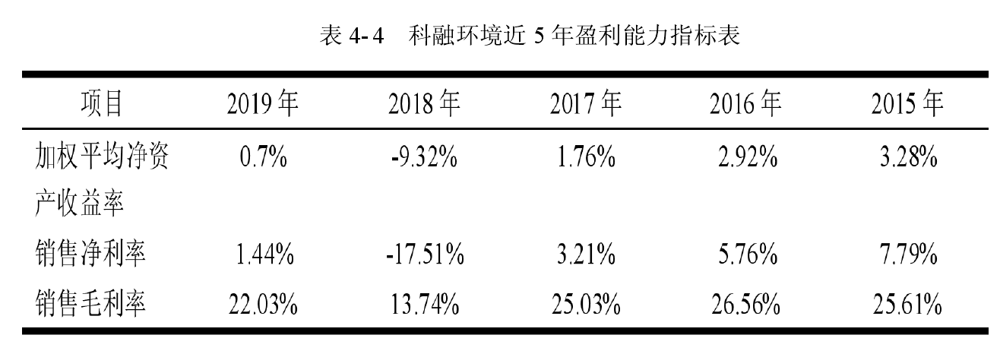 表 4-4 科融环境近 5 年盈利能力指标表
项目 2019 年 2018 年 2017 年 2016 年 2015 年
加权平均净资 0.7% -9.32% 1.76% 2.92% 3.28%
产收益率
销售净利率 1.44% -17.51% 3.21% 5.76% 7.79%
销售毛利率 22.03% 13.74% 25.03% 26.56% 25.61%